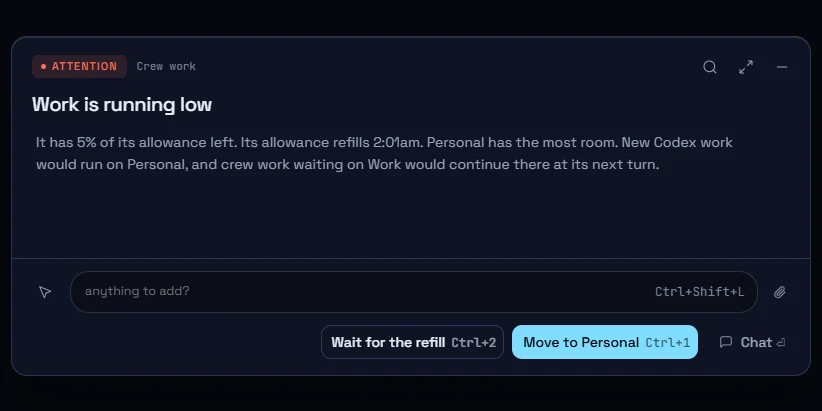 ATTENTION Crew work
Work is running low
It has 5% of its allowance left. Its allowance refills 2:01am. Personal has the most room. New Codex work
would run on Personal, and crew work waiting on Work would continue there at its next turn.
anything to add? Ctrl+Shift+L
Wait for the refill Ctrl+2 Move to Personal Ctrl+1 Chat ⏎